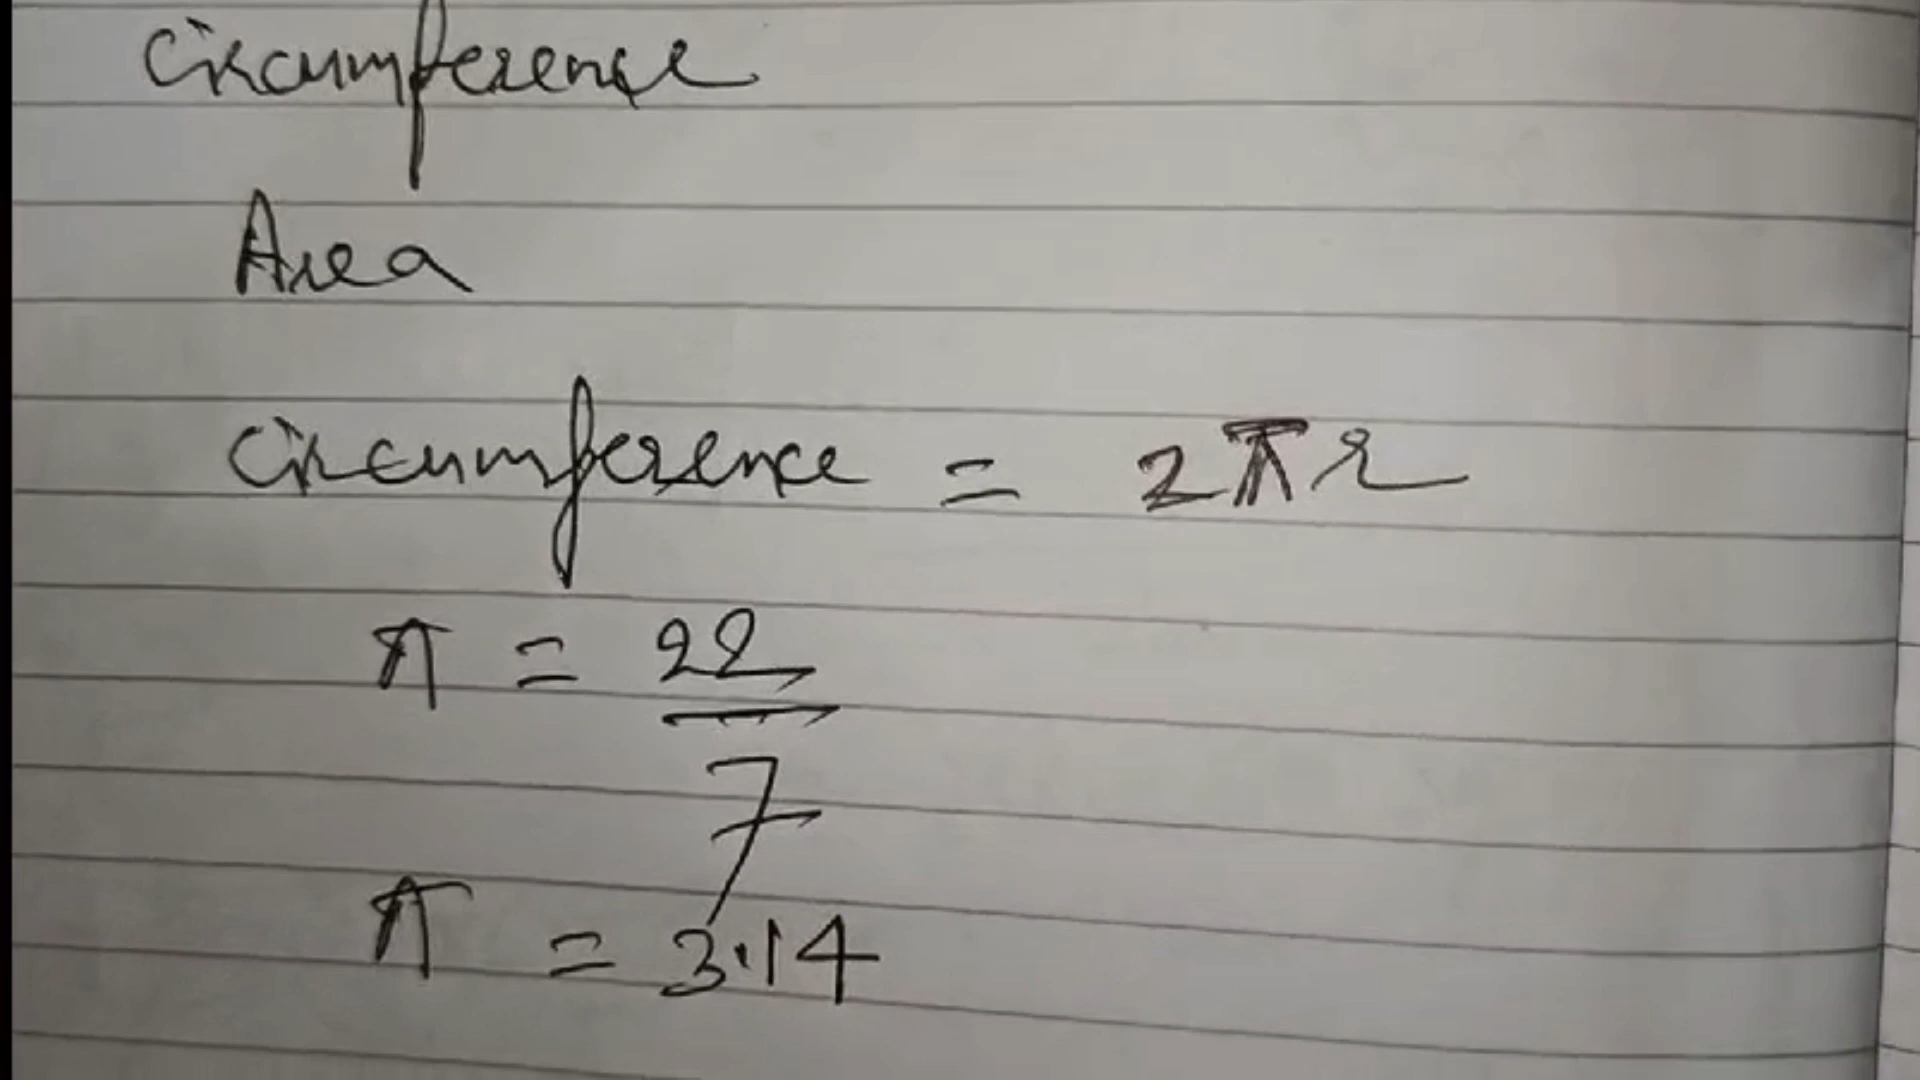 Circumference
Area
Circumference = 2πr
π = 22/7
π = 3.14